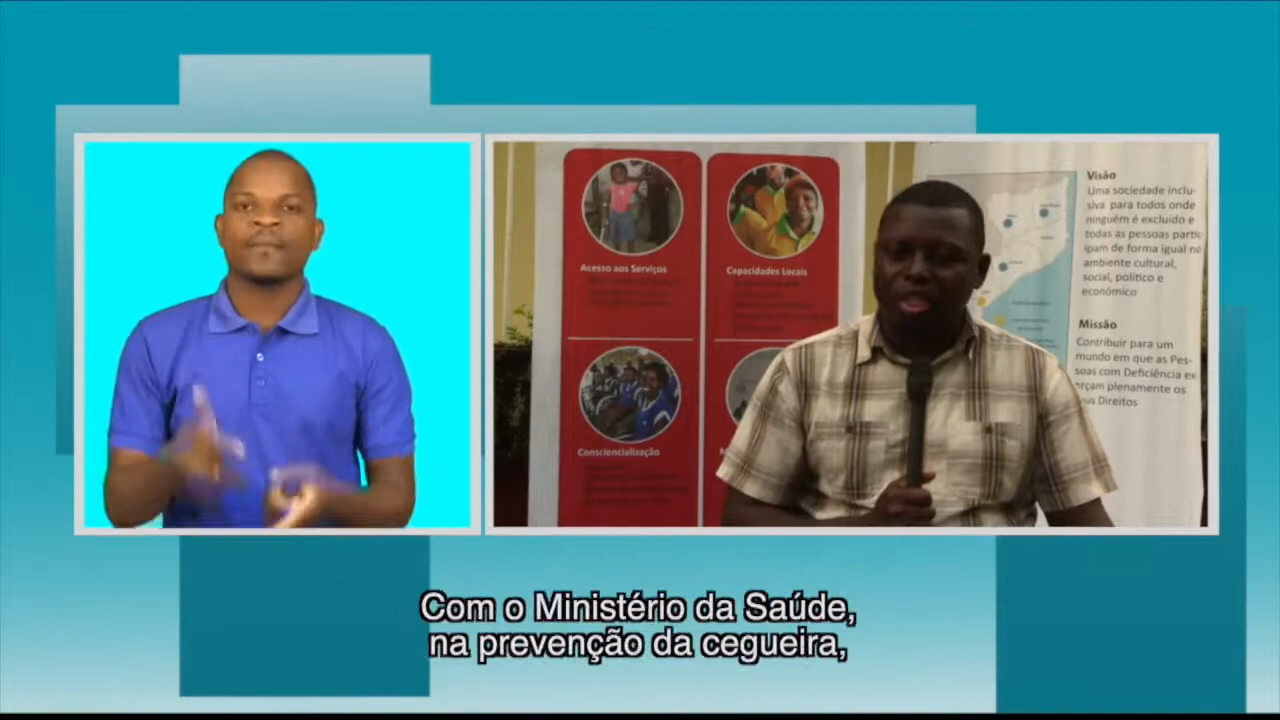 Acesso aos Serviços
Capacidades Locais
Consciencialização
Visão
Uma sociedade inclu-
siva para todos onde
ninguém é excluido e
todas as pessoas partic
ipam de forma igual no
ambiente cultural,
social, político e
económico
Missão
Contribuir para um
mundo em que as Pes-
soas com Deficiência ex
erçam plenamente os
Direitos
Com o Ministério da Saúde,
na prevenção da cegueira,